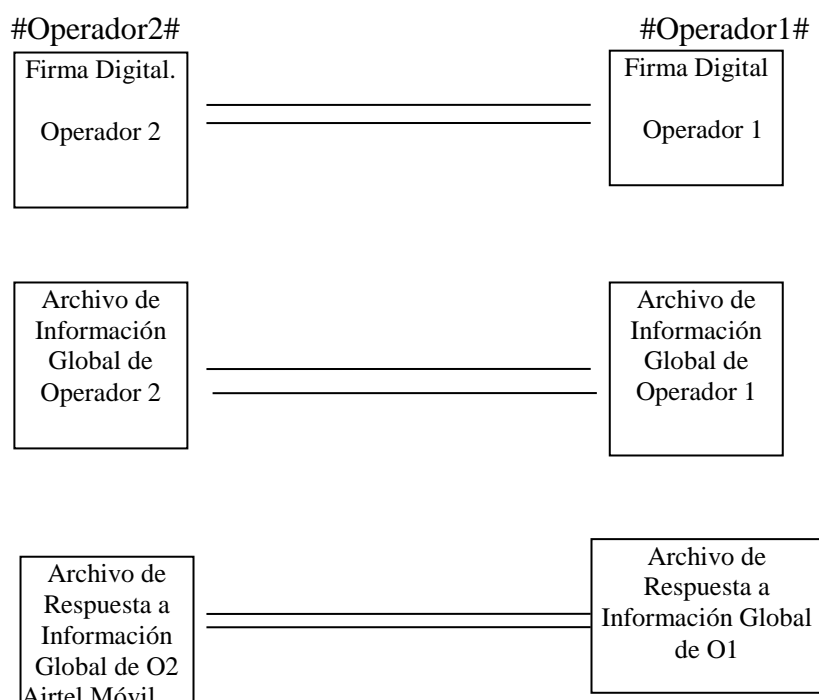 #Operador2#
#Operador1#
Firma Digital.
Operador 2
Firma Digital
Operador 1
Archivo de
Información
Global de
Operador 2
Archivo de
Información
Global de
Operador 1
Archivo de
Respuesta a
Información
Global de O2
Airtel Móvil
Archivo de
Respuesta a
Información Global
de O1